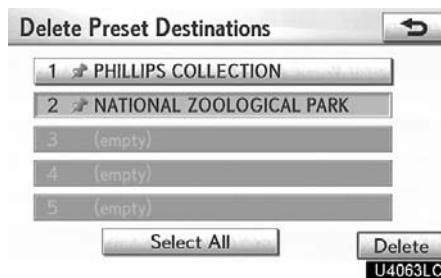 Delete Preset Destinations
1 PHILLIPS COLLECTION
2 NATIONAL ZOOLOGICAL PARK
3 (empty)
4 (empty)
5 (empty)
Select All
Delete
U4063LC